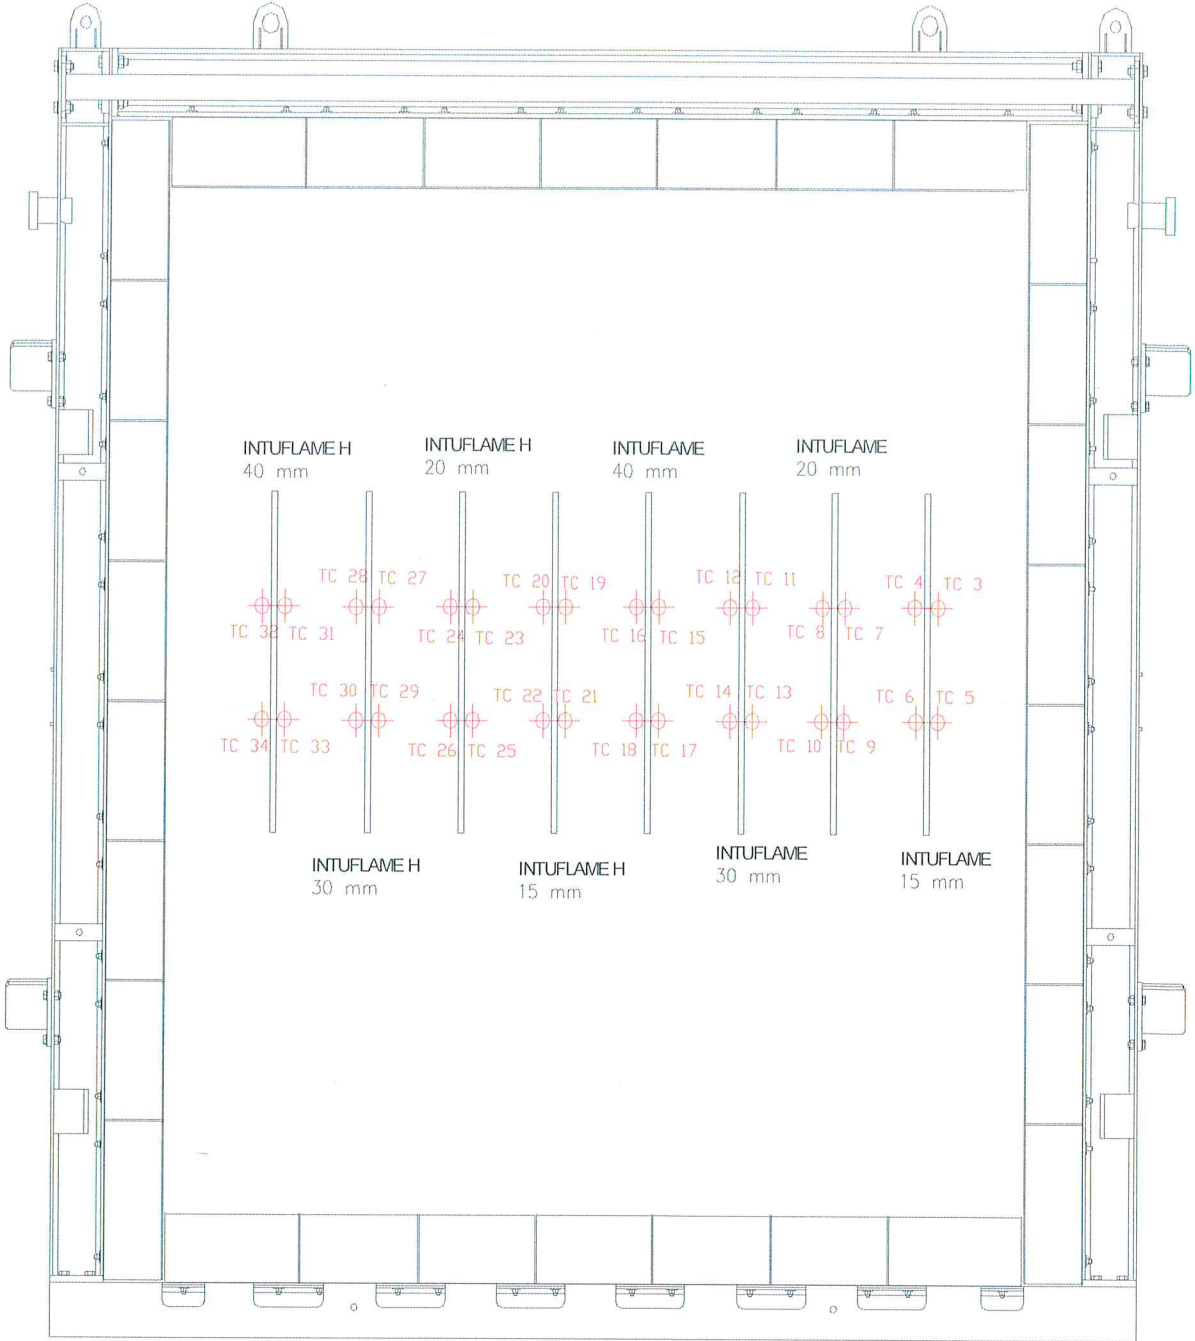 INTUFLAME H
40 mm
INTUFLAME H
20 mm
INTUFLAME
40 mm
INTUFLAME
20 mm
TC 28 TC 27
TC 20 TC 19
TC 12 TC 11
TC 4 TC 3
TC 32 TC 31
TC 24 TC 23
TC 16 TC 15
TC 8 TC 7
TC 30 TC 29
TC 22 TC 21
TC 14 TC 13
TC 6 TC 5
TC 34 TC 33
TC 26 TC 25
TC 18 TC 17
TC 10 TC 9
INTUFLAME H
30 mm
INTUFLAME H
15 mm
INTUFLAME
30 mm
INTUFLAME
15 mm